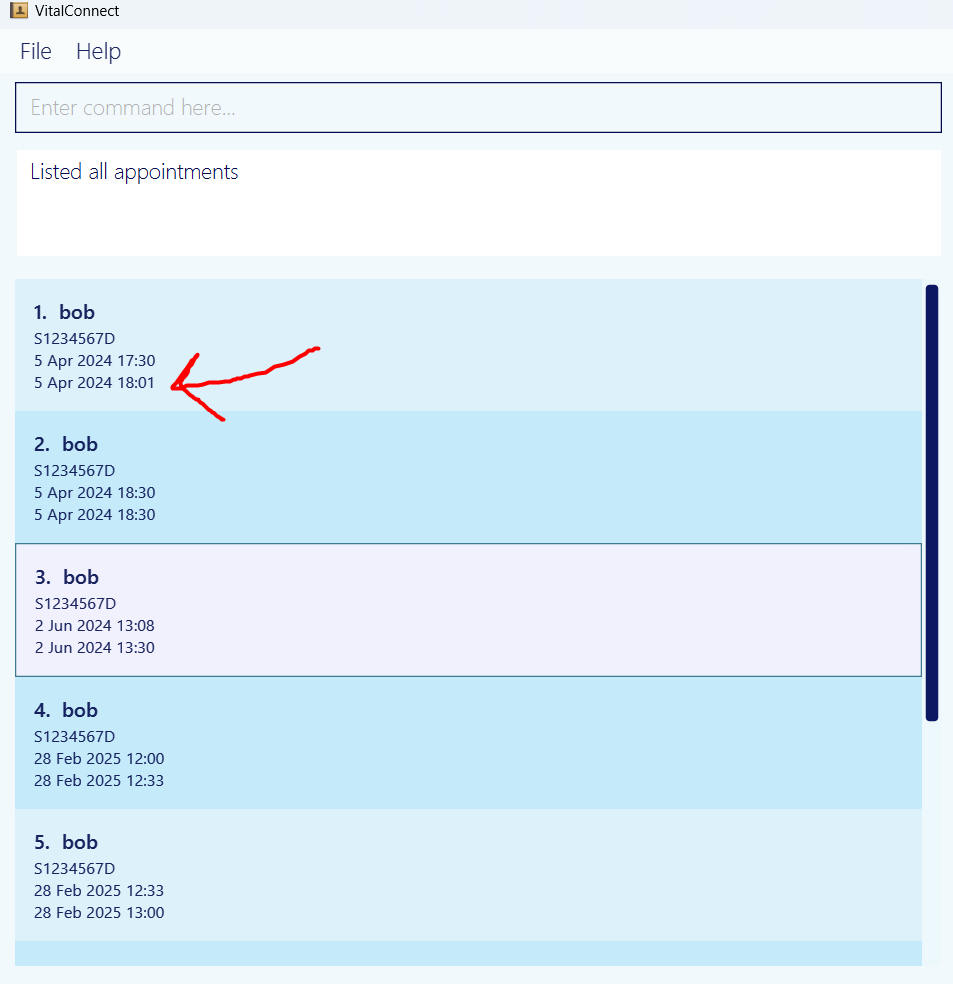 VitalConnect
File Help
Enter command here...
Listed all appointments
1. bob
S1234567D
5 Apr 2024 17:30
5 Apr 2024 18:01
2. bob
S1234567D
5 Apr 2024 18:30
5 Apr 2024 18:30
3. bob
S1234567D
2 Jun 2024 13:08
2 Jun 2024 13:30
4. bob
S1234567D
28 Feb 2025 12:00
28 Feb 2025 12:33
5. bob
S1234567D
28 Feb 2025 12:33
28 Feb 2025 13:00